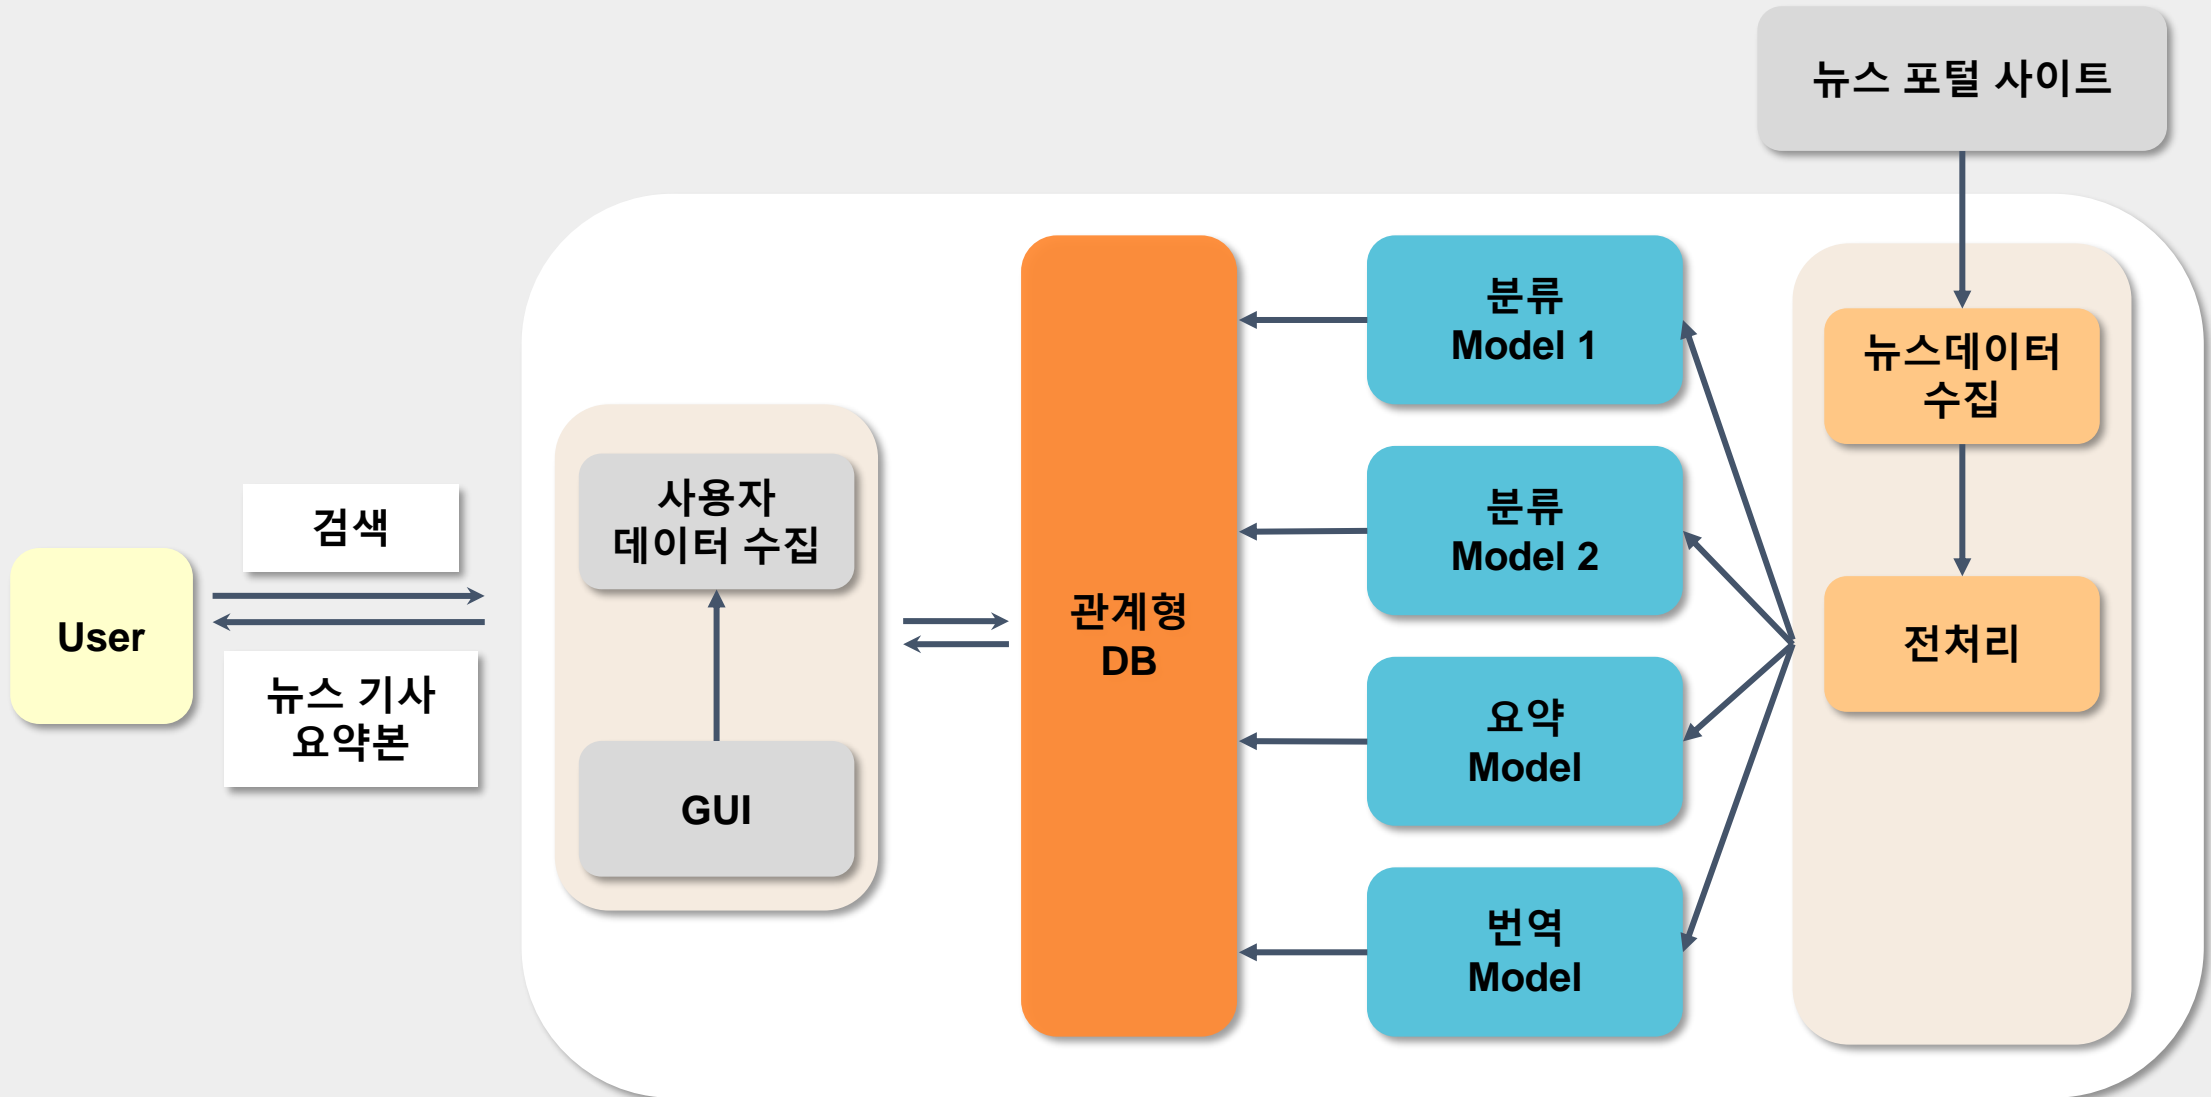 뉴스 포털 사이트
분류
Model 1
뉴스데이터
수집
사용자
데이터 수집
분류
Model 2
검색
User
관계형
DB
전처리
뉴스 기사
요약본
요약
Model
GUI
번역
Model